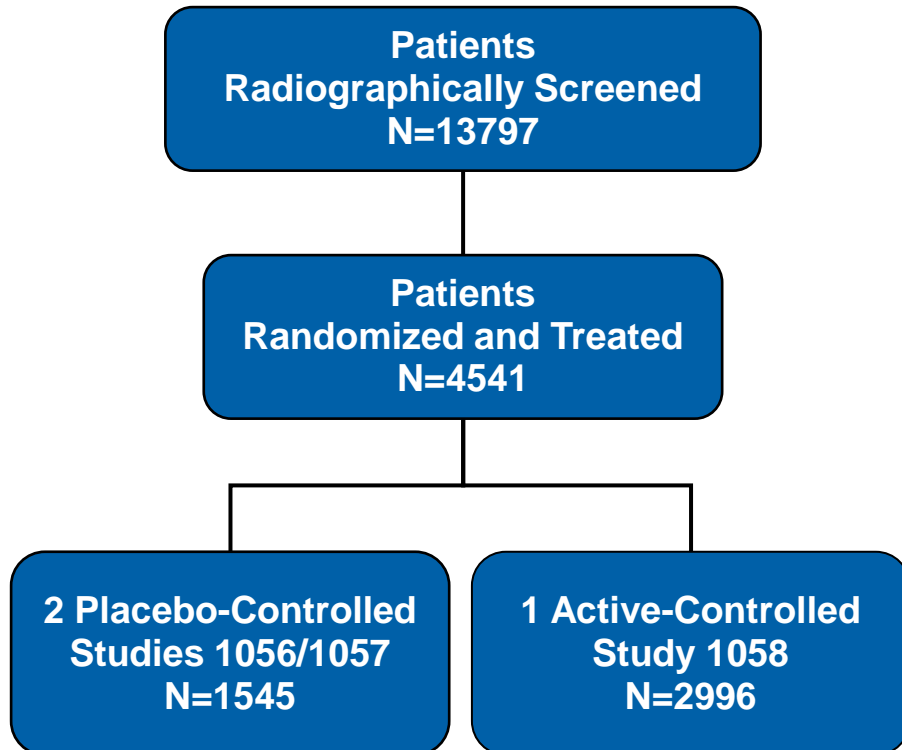 Patients
Radiographically Screened
N=13797
Patients
Randomized and Treated
N=4541
2 Placebo-Controlled
Studies 1056/1057
N=1545
1 Active-Controlled
Study 1058
N=2996